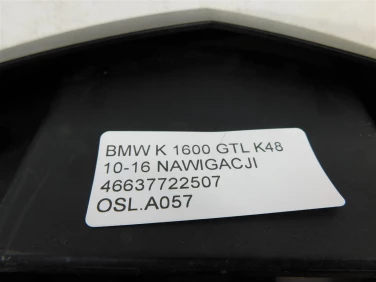 BMW K 1600 GTL K48
10-16 NAWIGACJI
46637722507
OSL.A057